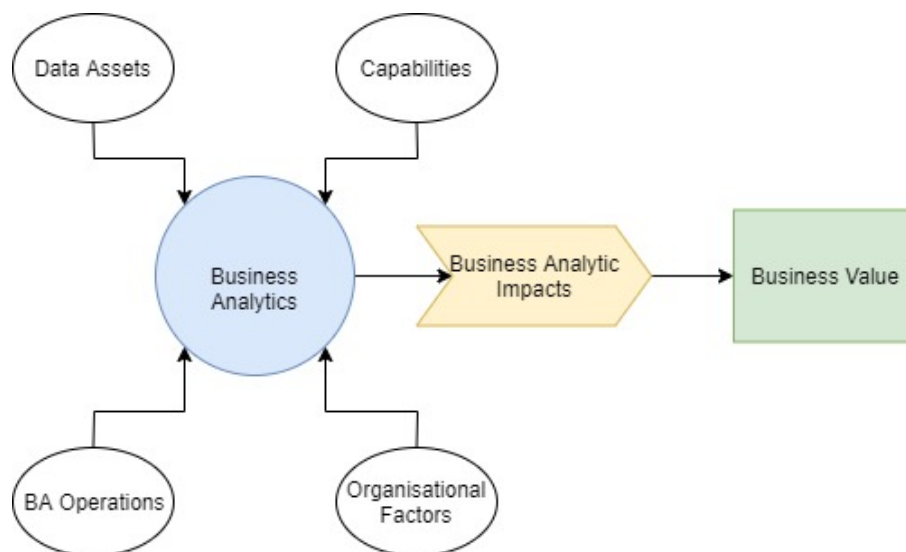 Data Assets
Capabilities
Business
Analytics
Business Analytic
Impacts
Business Value
BA Operations
Organisational
Factors